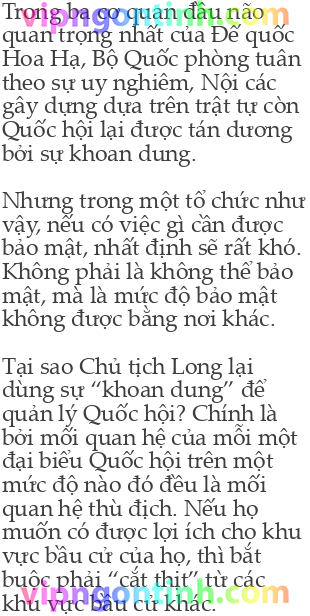 Trong ba cơ quan đầu não
quan trọng nhất của Đế quốc
Hoa Hạ, Bộ Quốc phòng tuân
theo sự uy nghiêm, Nội các
gây dựng dựa trên trật tự còn
Quốc hội lại được tán dương
bởi sự khoan dung.
Nhưng trong một tổ chức như
vậy, nếu có việc gì cần được
bảo mật, nhất định sẽ rất khó.
Không phải là không thể bảo
mật, mà là mức độ bảo mật
không được bằng nơi khác.
Tại sao Chủ tịch Long lại
dùng sự “khoan dung” để
quản lý Quốc hội? Chính là
bởi mối quan hệ của mỗi một
đại biểu Quốc hội trên một
mức độ nào đó đều là mối
quan hệ thù địch. Nếu họ
muốn có được lợi ích cho khu
vực bầu cử của họ, thì bắt
buộc phải “cắt thịt” từ các
khu vực bầu cử khác.
vipngontinh.com
vipngontinh.com